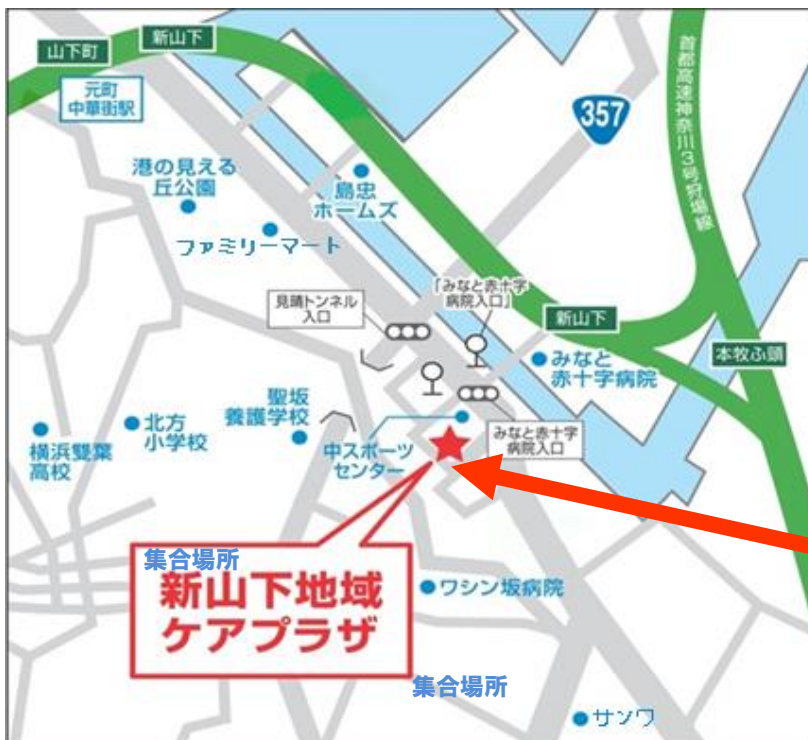 山下町
新山下
元町
中華街駅
357
首都高速神奈川3号狩場線
港の見える
丘公園
島忠
ホームズ
ファミリーマート
見晴トンネル
入口
「みなと赤十字
病院入口」
新山下
本牧ふ頭
みなと
赤十字病院
聖坂
養護学校
北方
小学校
横浜雙葉
高校
中スポーツ
センター
みなと赤十字
病院入口
集合場所
新山下地域
ケアプラザ
ワシン坂病院
集合場所
サンワ